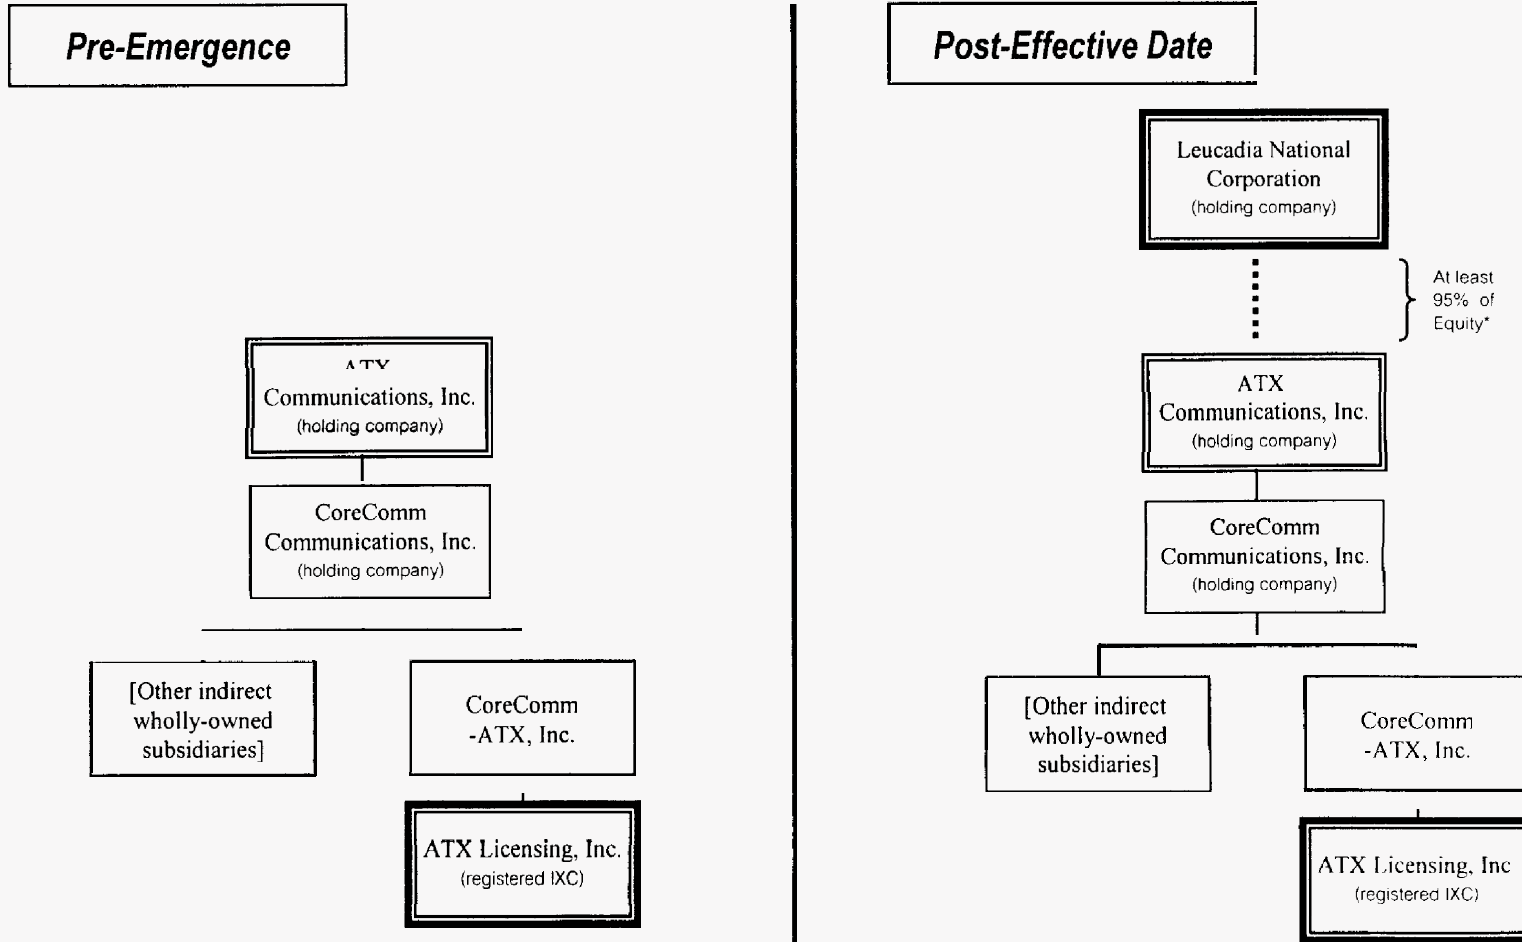 Pre-Emergence
ATX
Communications, Inc.
(holding company)
CoreComm
Communications, Inc.
(holding company)
[Other indirect
wholly-owned
subsidiaries]
CoreComm
-ATX, Inc.
ATX Licensing, Inc.
(registered IXC)
Post-Effective Date
Leucadia National
Corporation
(holding company)
At least
95% of
Equity*
ATX
Communications, Inc.
(holding company)
CoreComm
Communications, Inc.
(holding company)
[Other indirect
wholly-owned
subsidiaries]
CoreComm
-ATX, Inc.
ATX Licensing, Inc
(registered IXC)